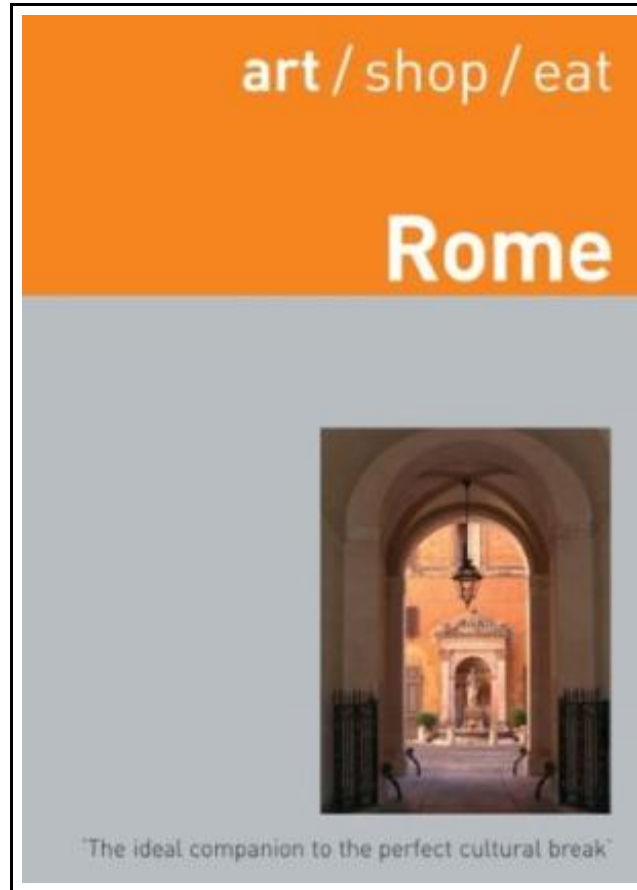 art / shop / eat
Rome
'The ideal companion to the perfect cultural break'